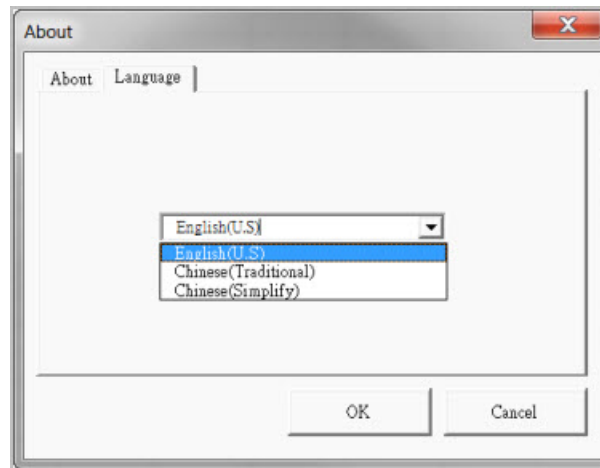 About
About Language
English(U.S)
English(U.S)
Chinese(Traditional)
Chinese(Simplify)
OK Cancel